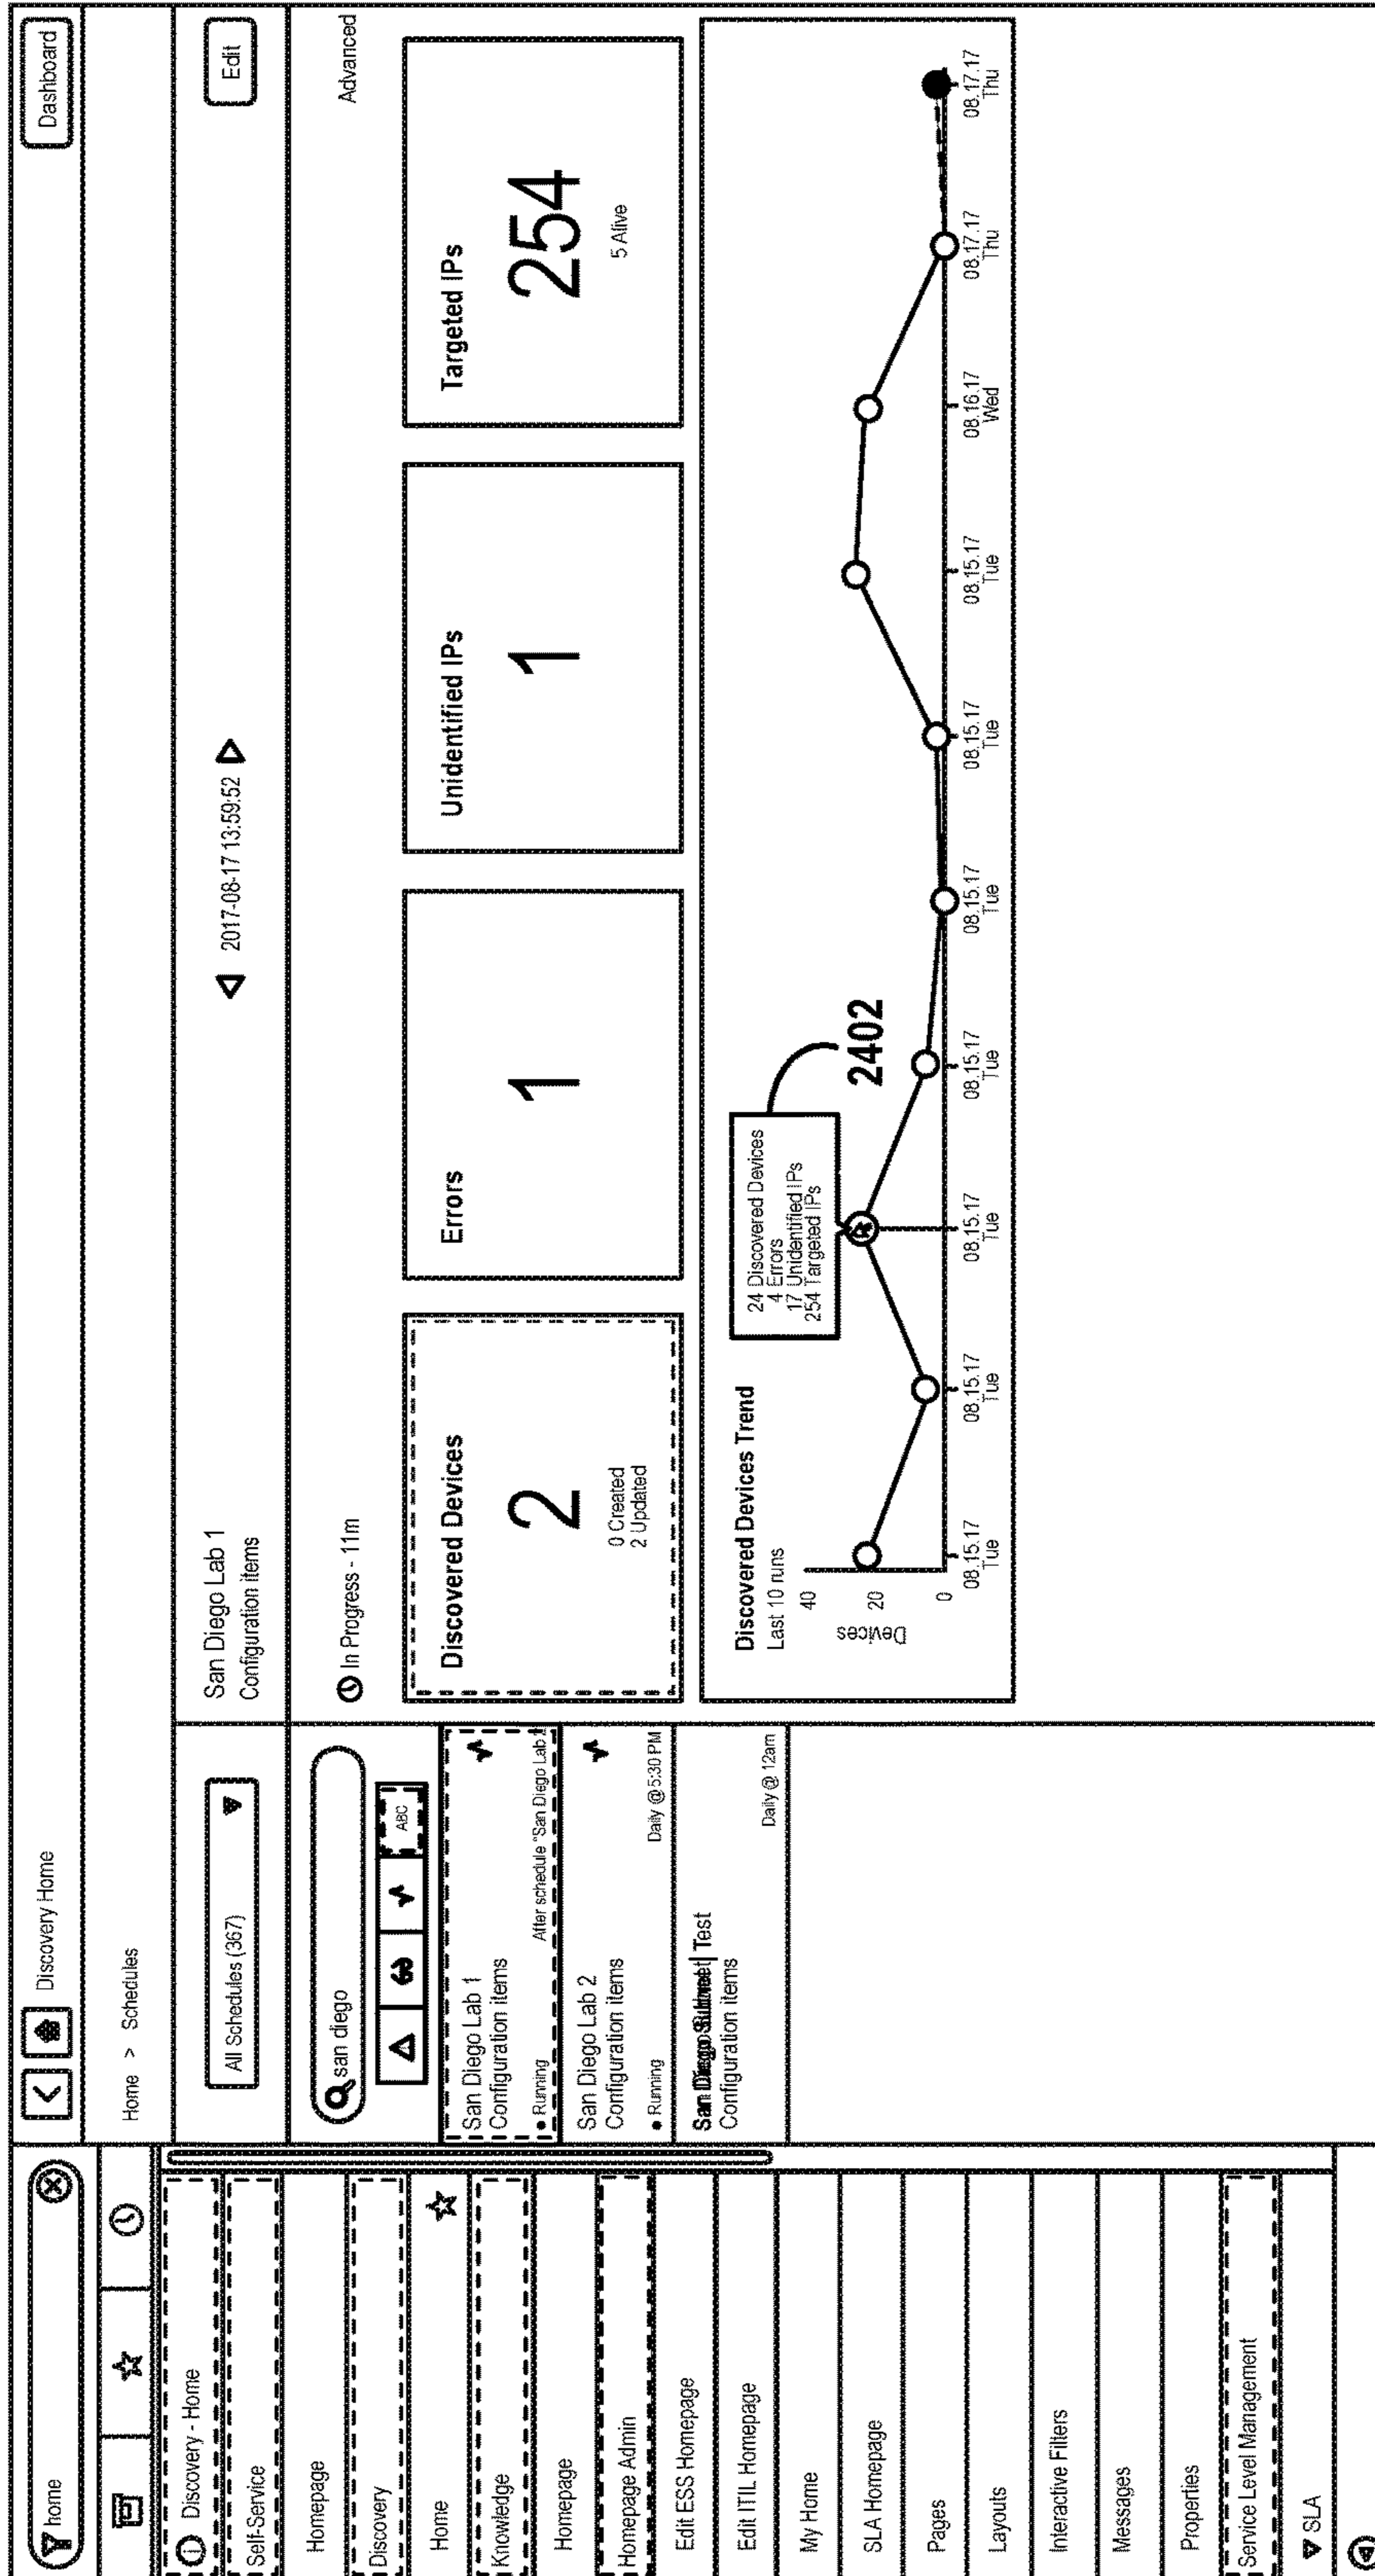 home
Discovery - Home
Self-Service
Homepage
Discovery
Home
Knowledge
Homepage
Homepage Admin
Edit ESS Homepage
Edit ITIL Homepage
My Home
SLA Homepage
Pages
Layouts
Interactive Filters
Messages
Properties
Service Level Management
SLA
Discovery Home
Dashboard
Home > Schedules
All Schedules (367)
san diego
ABC
San Diego Lab 1
Configuration items
Running
After schedule "San Diego Lab 2
San Diego Lab 2
Configuration items
Running
Daily @5:30 PM
San Diego Test
Configuration items
Daily @ 12am
San Diego Lab 1
Configuration items
2017-08-17 13:59:52
Edit
In Progress - 11m
Advanced
Discovered Devices
2
0 Created
2 Updated
Errors
1
Unidentified IPs
1
Targeted IPs
254
5 Alive
Discovered Devices Trend
Last 10 runs
24 Discovered Devices
4 Errors
17 Unidentified IPs
254 Targeted IPs
2402
Devices
40
20
0
08.15.17 08.15.17 08.15.17 08.15.17 08.15.17 08.15.17 08.15.17 08.16.17 08.17.17 08.17.17
Tue Tue Tue Tue Tue Tue Tue Wed Thu Thu